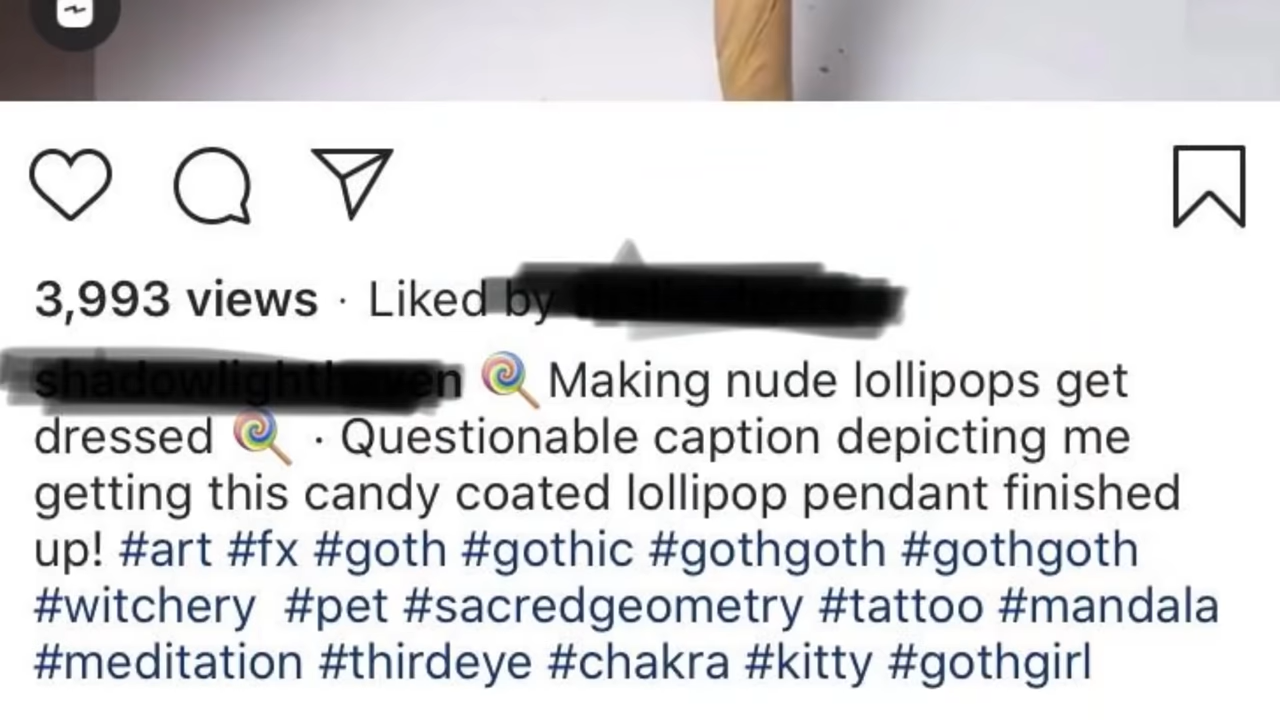 3,993 views · Liked by
🍭 Making nude lollipops get
dressed 🍭 · Questionable caption depicting me
getting this candy coated lollipop pendant finished
up! #art #fx #goth #gothic #gothgoth #gothgoth
#witchery #pet #sacredgeometry #tattoo #mandala
#meditation #thirdeye #chakra #kitty #gothgirl